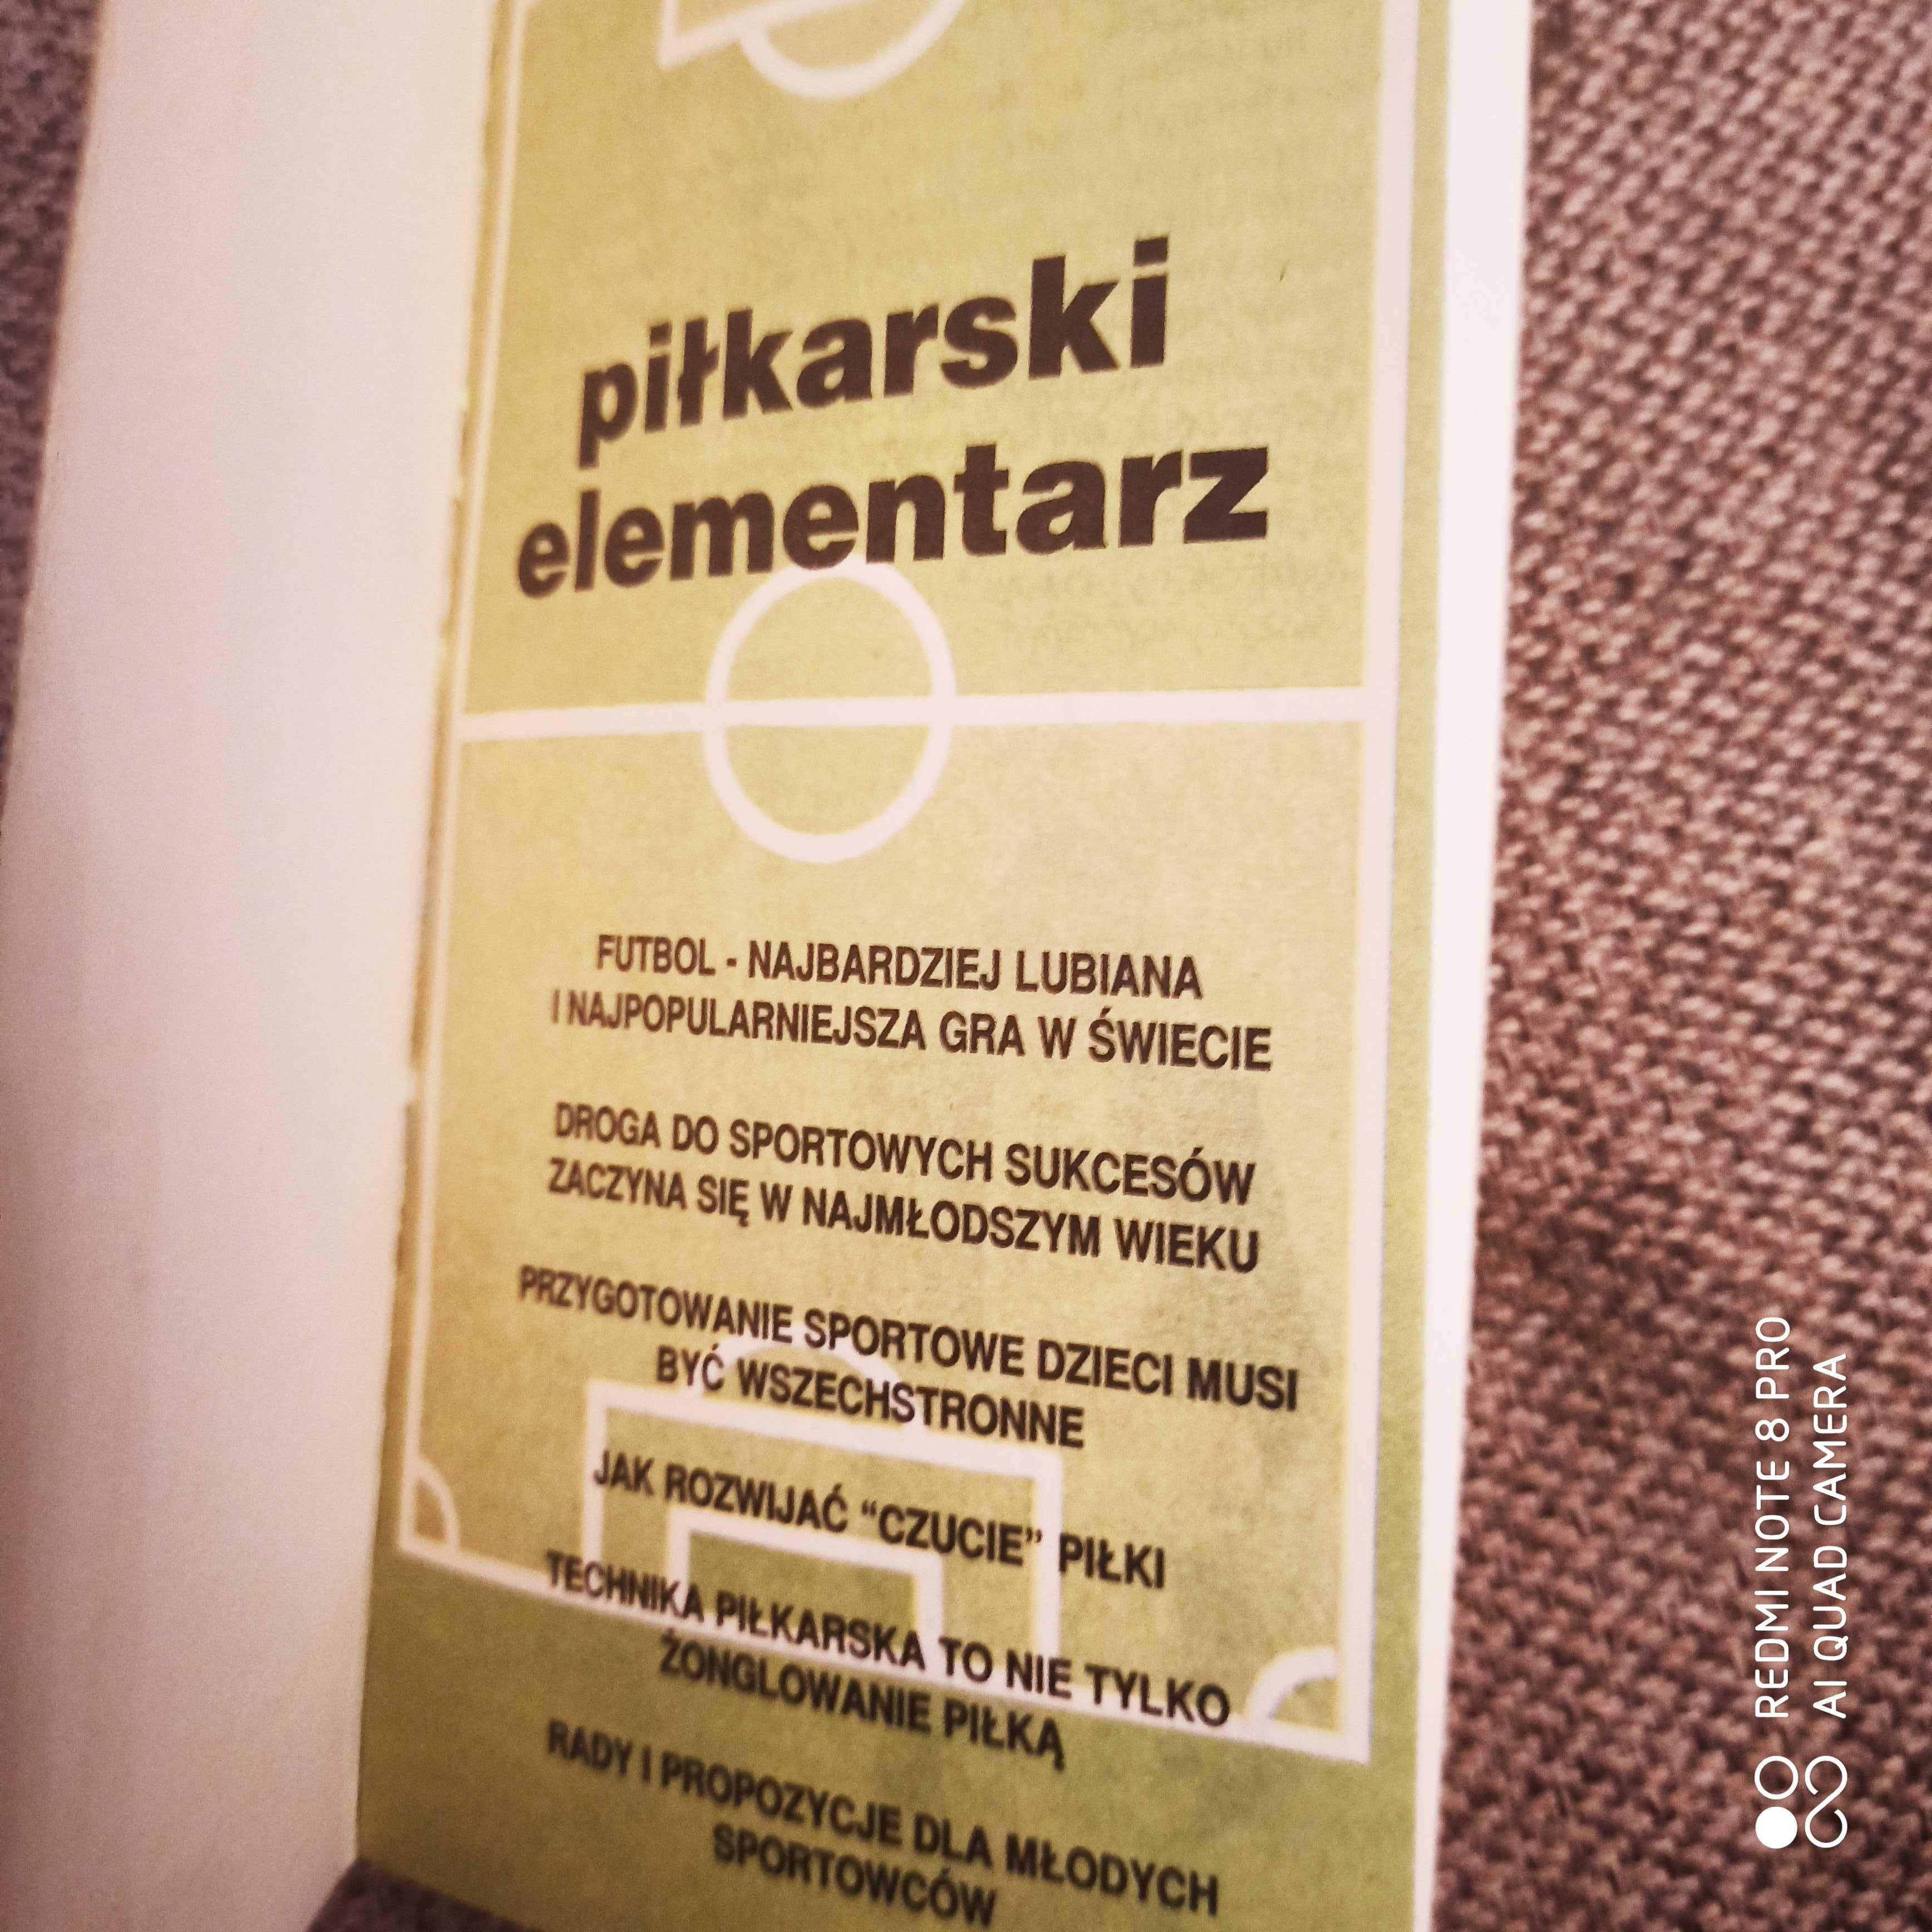 piłkarski
elementarz
FUTBOL - NAJBARDZIEJ LUBIANA
I NAJPOPULARNIEJSZA GRA W ŚWIECIE
DROGA DO SPORTOWYCH SUKCESÓW
ZACZYNA SIĘ W NAJMŁODSZYM WIEKU
PRZYGOTOWANIE SPORTOWE DZIECI MUSI
BYĆ WSZECHSTRONNE
JAK ROZWIJAĆ “CZUCIE” PIŁKI
TECHNIKA PIŁKARSKA TO NIE TYLKO
ŻONGLOWANIE PIŁKĄ
RADY I PROPOZYCJE DLA MŁODYCH
SPORTOWCÓW
REDMI NOTE 8 PRO
AI QUAD CAMERA